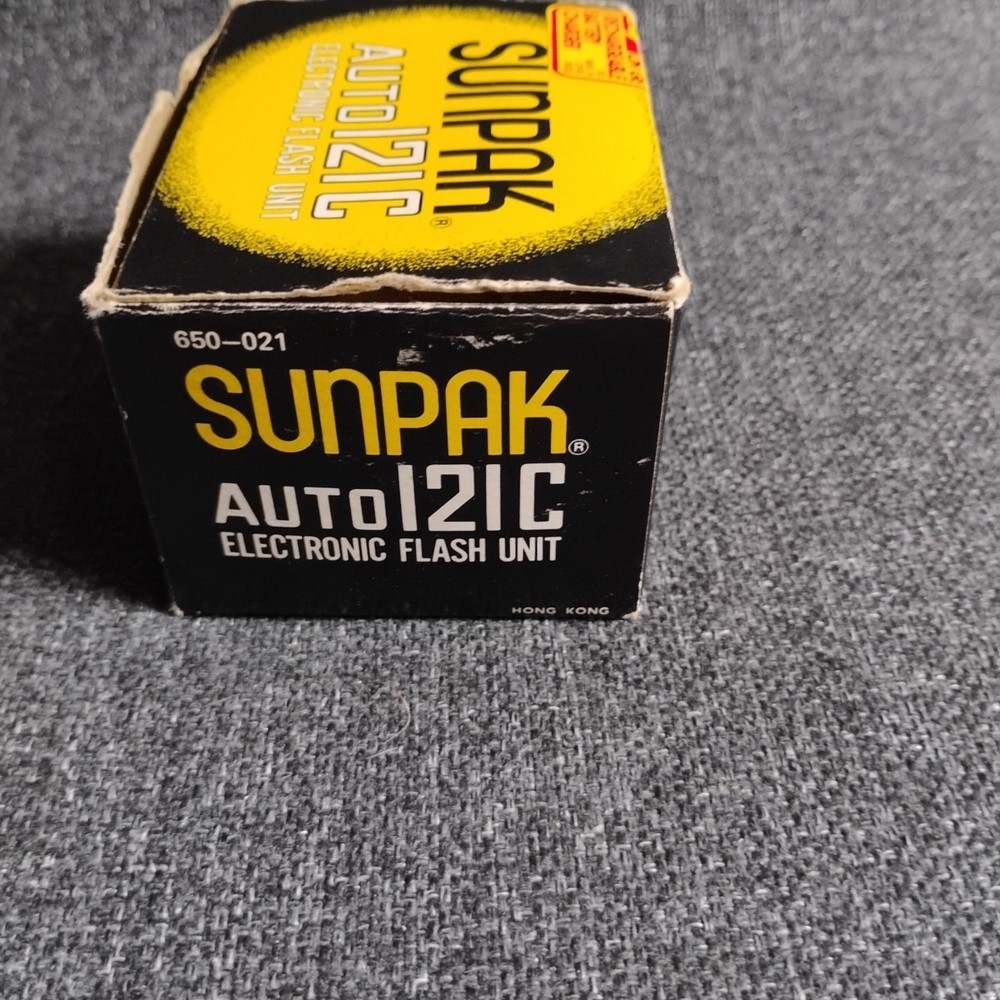 SUNPAK®
AUTO 121C
ELECTRONIC FLASH UNIT
650-021
SUNPAK®
AUTO 121C
ELECTRONIC FLASH UNIT
HONG KONG